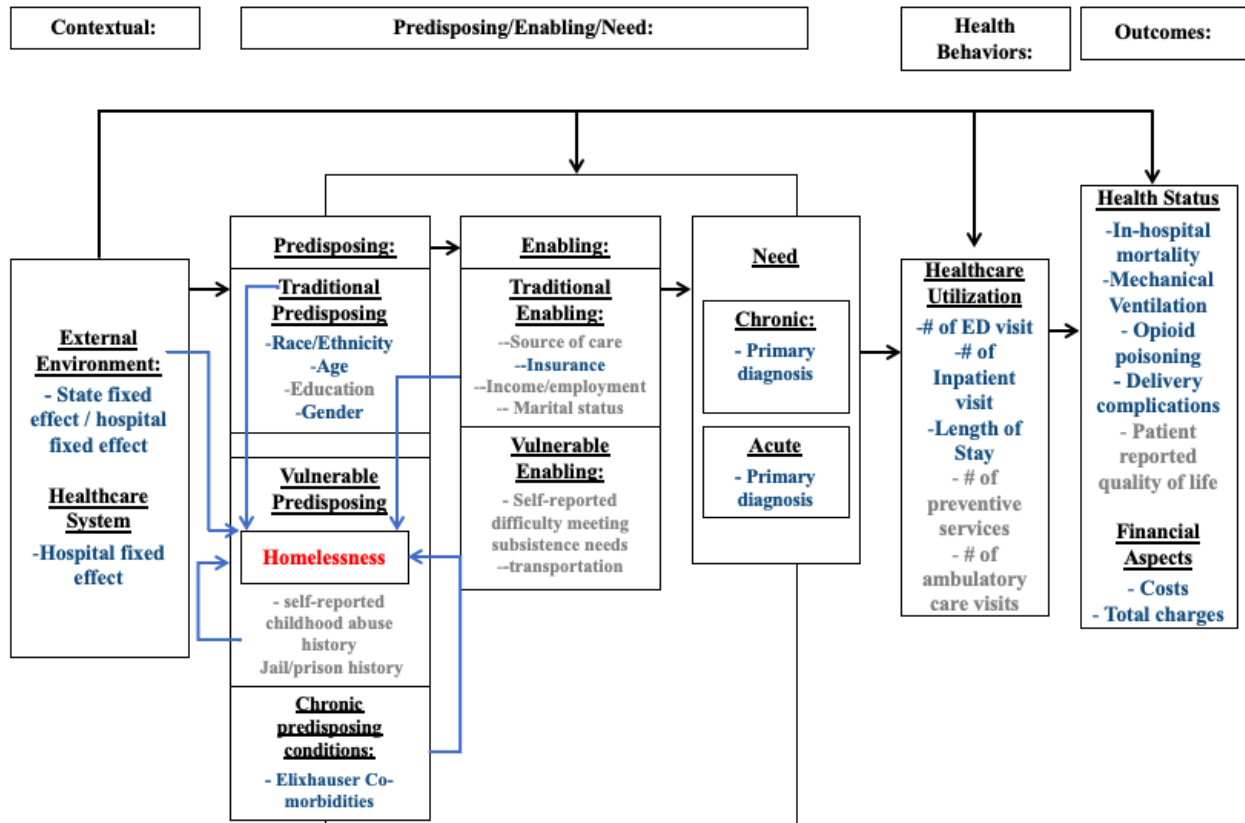 Contextual:
Predisposing/Enabling/Need:
Health
Behaviors:
Outcomes:
External
Environment:
- State fixed
effect / hospital
fixed effect
Healthcare
System
-Hospital fixed
effect
Predisposing:
Traditional
Predisposing
-Race/Ethnicity
-Age
-Education
-Gender
Vulnerable
Predisposing
Homelessness
- self-reported
childhood abuse
history
Jail/prison history
Chronic
predisposing
conditions:
- Elixhauser Co-
morbidities
Enabling:
Traditional
Enabling:
--Source of care
--Insurance
--Income/employment
-- Marital status
Vulnerable
Enabling:
- Self-reported
difficulty meeting
subsistence needs
--transportation
Need
Chronic:
- Primary
diagnosis
Acute
- Primary
diagnosis
Healthcare
Utilization
-# of ED visit
-# of
Inpatient
visit
-Length of
Stay
- # of
preventive
services
- # of
ambulatory
care visits
Health Status
-In-hospital
mortality
-Mechanical
Ventilation
- Opioid
poisoning
- Delivery
complications
- Patient
reported
quality of life
Financial
Aspects
- Costs
- Total charges